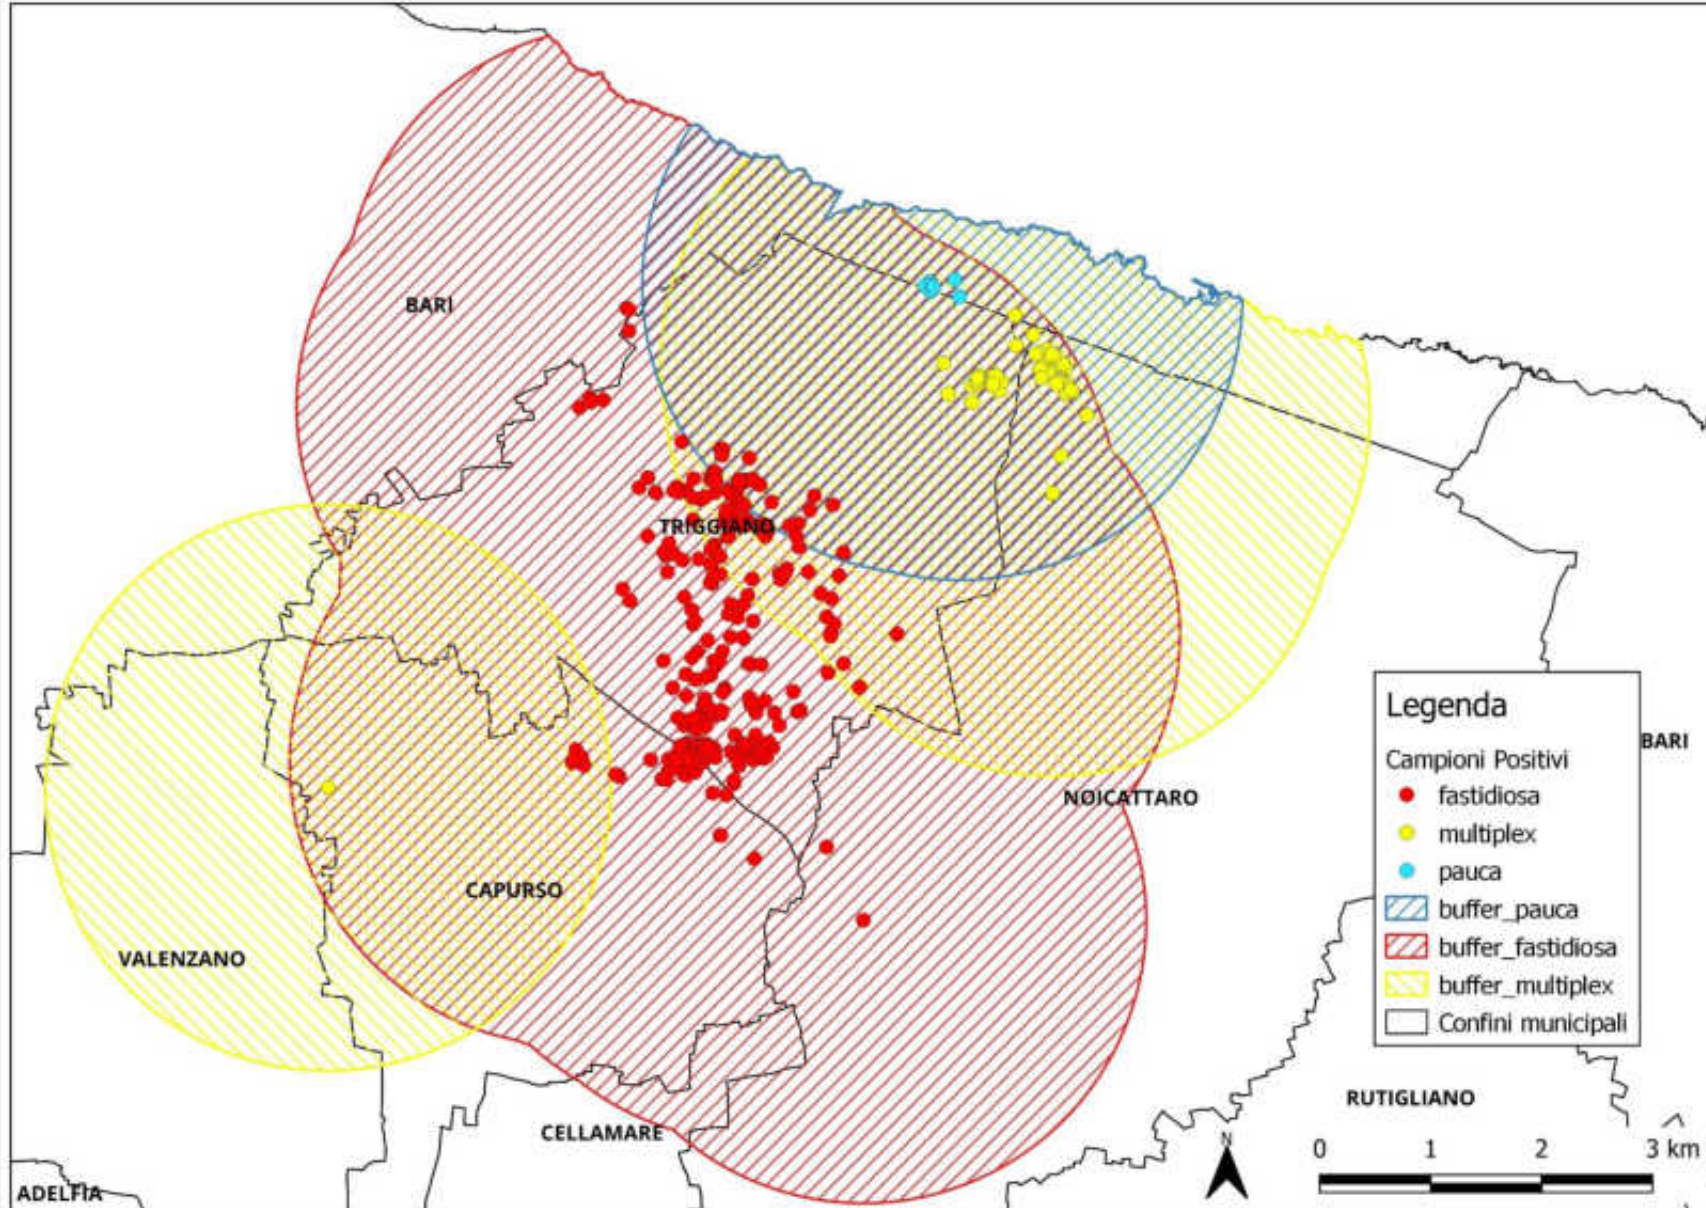 BARI
TRIGGIANO
Legenda
BARI
Campioni Positivi
fastidiosa
NOICATTARO
multiplex
pauca
CAPURSO
buffer_pauca
buffer_fastidiosa
VALENZANO
buffer_multiplex
Confini municipali
RUTIGLIANO
CELLAMARE
N
0 1 2 3 km
ADELFIA